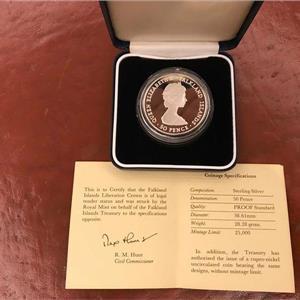 QUEEN ELIZABETH II FALKLAND ISLANDS
50 PENCE
This is to Certify that the Falkland
Islands Liberation Crown is of legal
tender status and was struck by the
Royal Mint on behalf of the Falkland
Islands Treasury to the specifications
opposite.
Rex Hunt
R. M. Hunt
Civil Commissioner
Coinage Specifications
Composition: Sterling Silver
Denomination: 50 Pence
Quality: PROOF Standard
Diameter: 38.61mm
Weight: 28.28 grms.
Mintage Limit: 25,000
In addition, the Treasury has
authorised the issue of a cupro-nickel
uncirculated coin bearing the same
designs, without mintage limit.